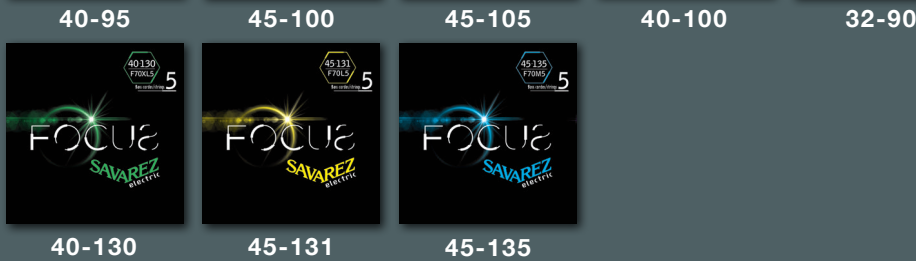 40-95 45-100 45-105 40-100 32-90
40·130
F70XL5
5
FOCUS
SAVAREZ
electric
45·131
F70L5
5
FOCUS
SAVAREZ
electric
45·135
F70M5
5
FOCUS
SAVAREZ
electric
40-130 45-131 45-135